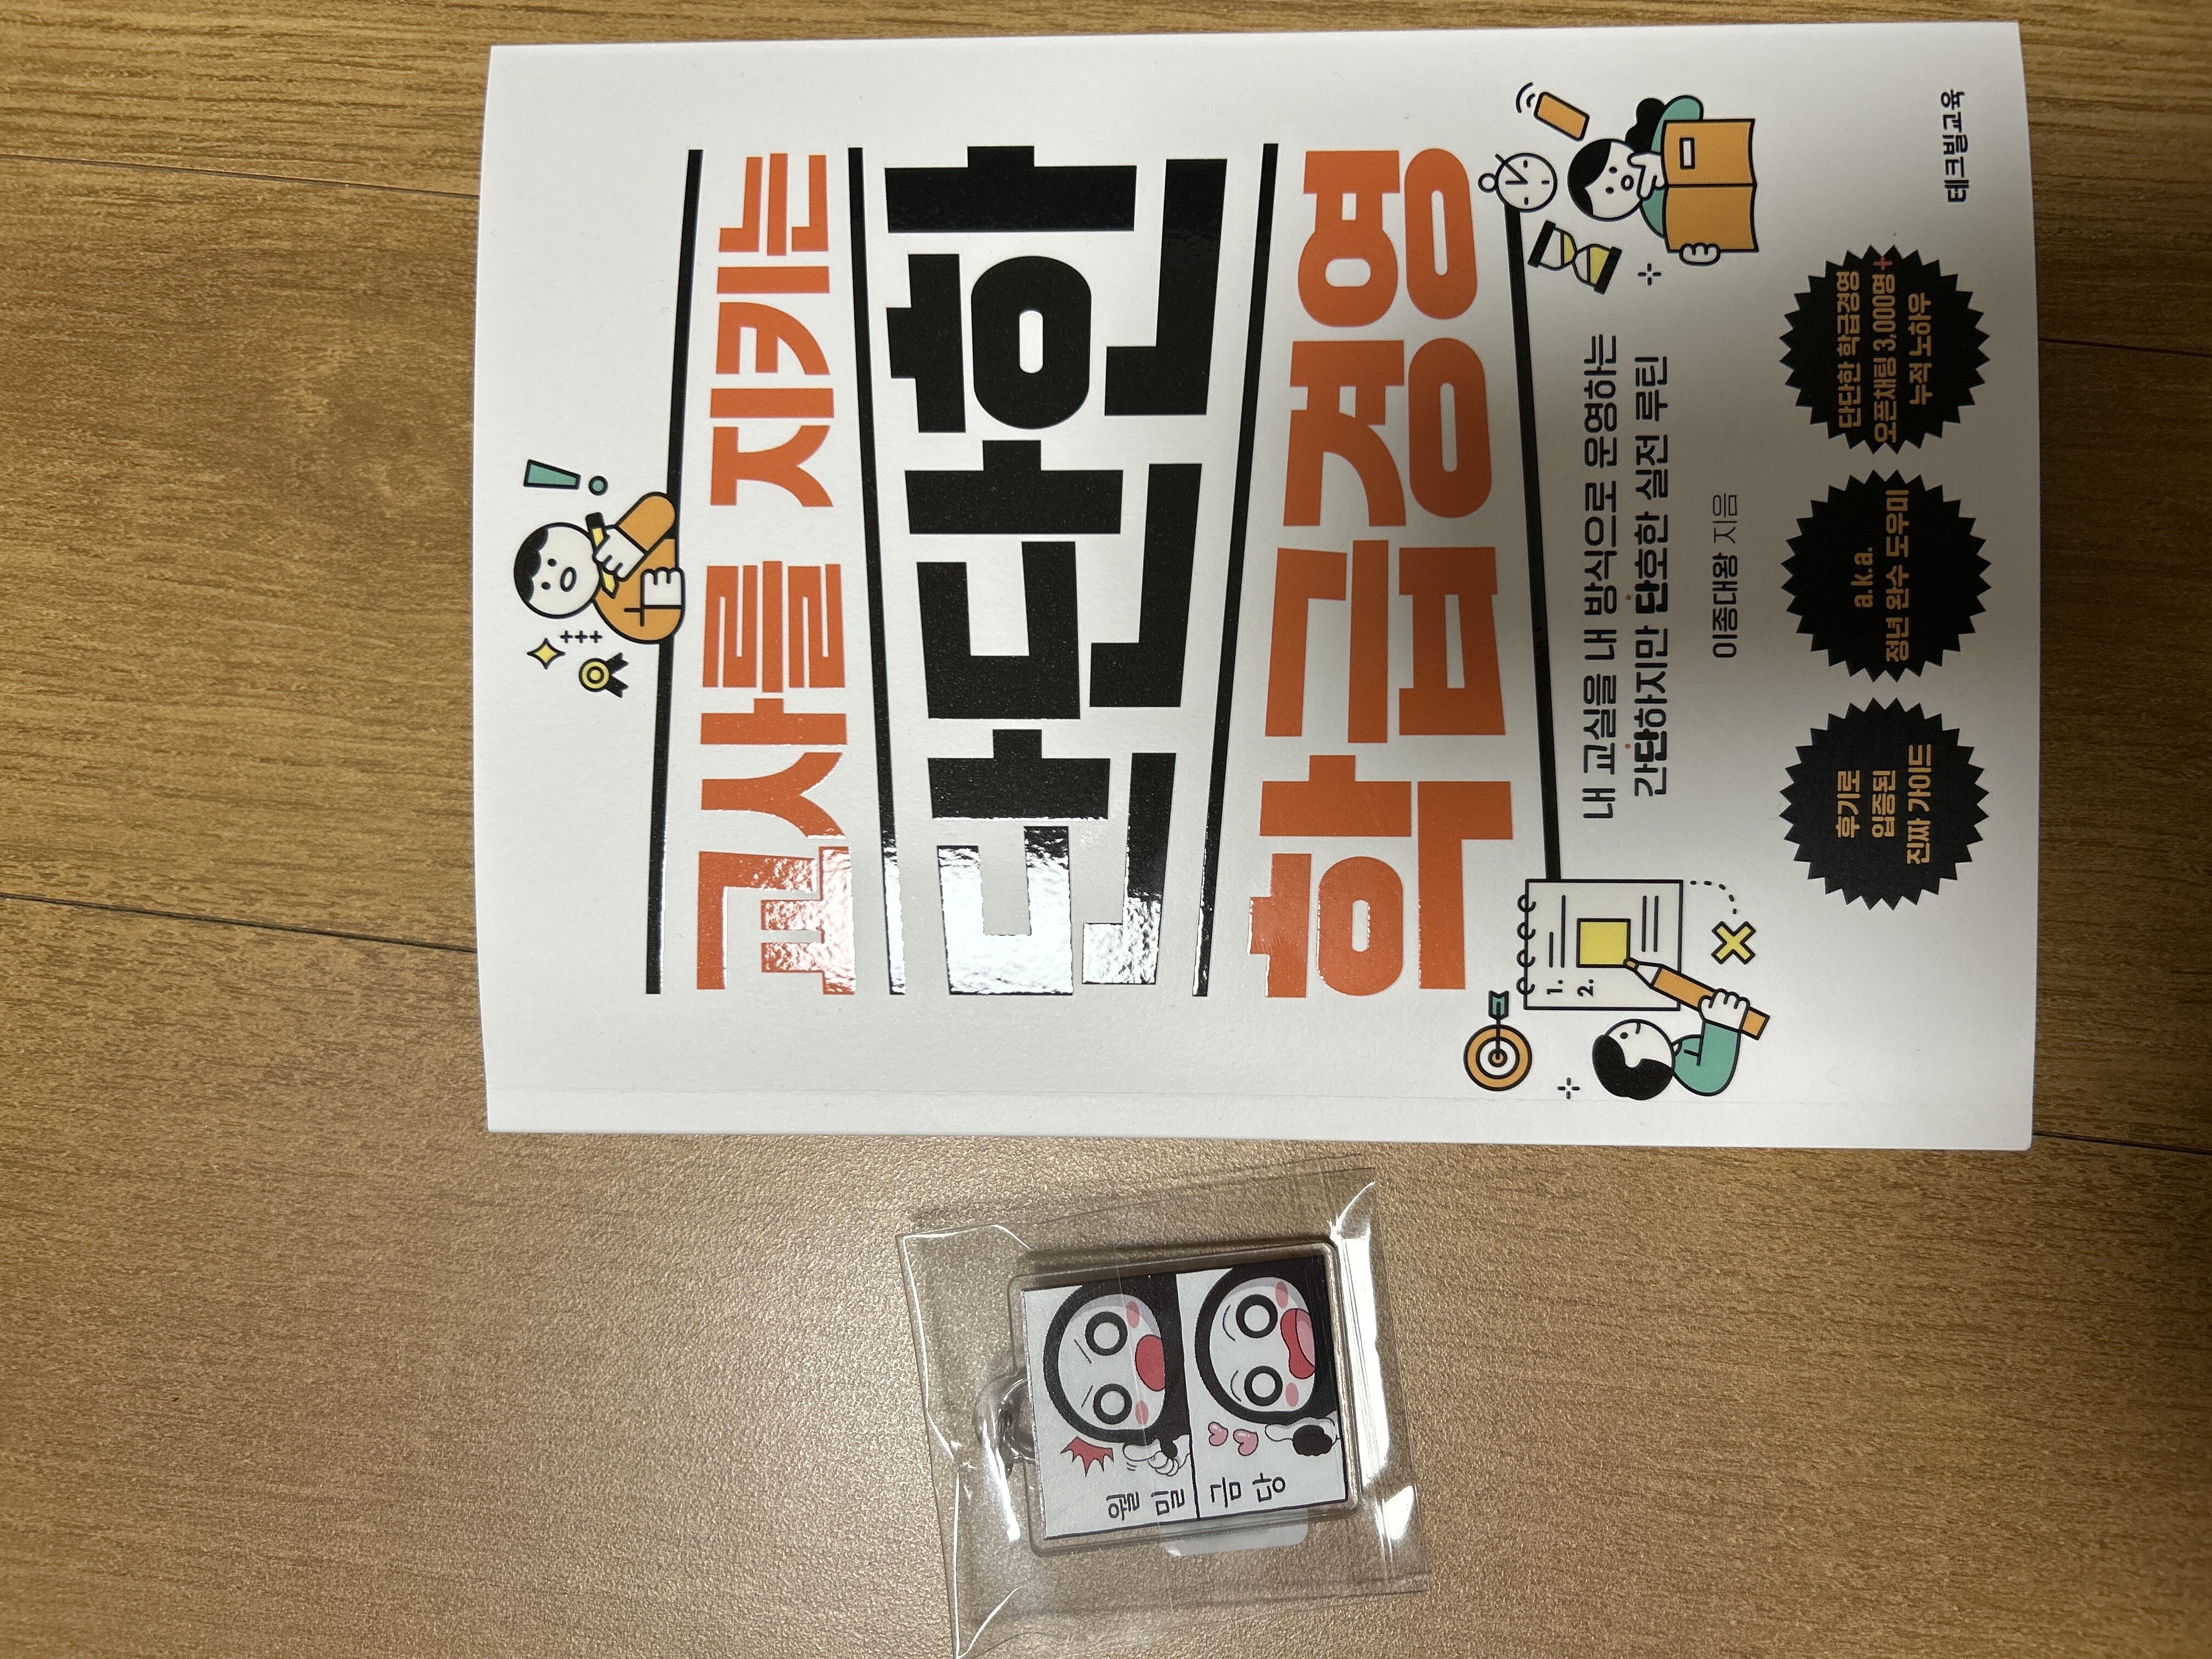 교사를 지키는
단단한
학급경영
내 교실을 내 방식으로 운영하는
간단하지만 단호한 실전 루틴
이종대왕 지음
1.
2.
후기로
입증된
진짜 가이드
a.k.a.
정년 완수 도우미
단단한 학급경영
오픈채팅 3,000명+
누적 노하우
테크빌교육
월
밀
금
당